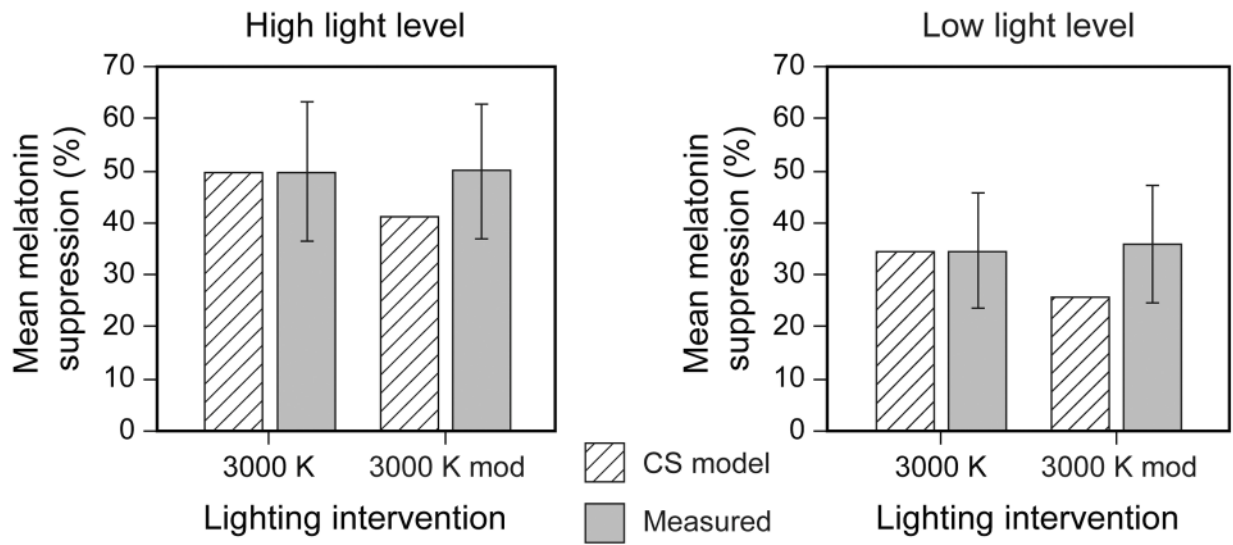 High light level
Mean melatonin
suppression (%)
70
60
50
40
30
20
10
0
3000 K
3000 K mod
Lighting intervention
Low light level
Mean melatonin
suppression (%)
70
60
50
40
30
20
10
0
3000 K
3000 K mod
Lighting intervention
CS model
Measured